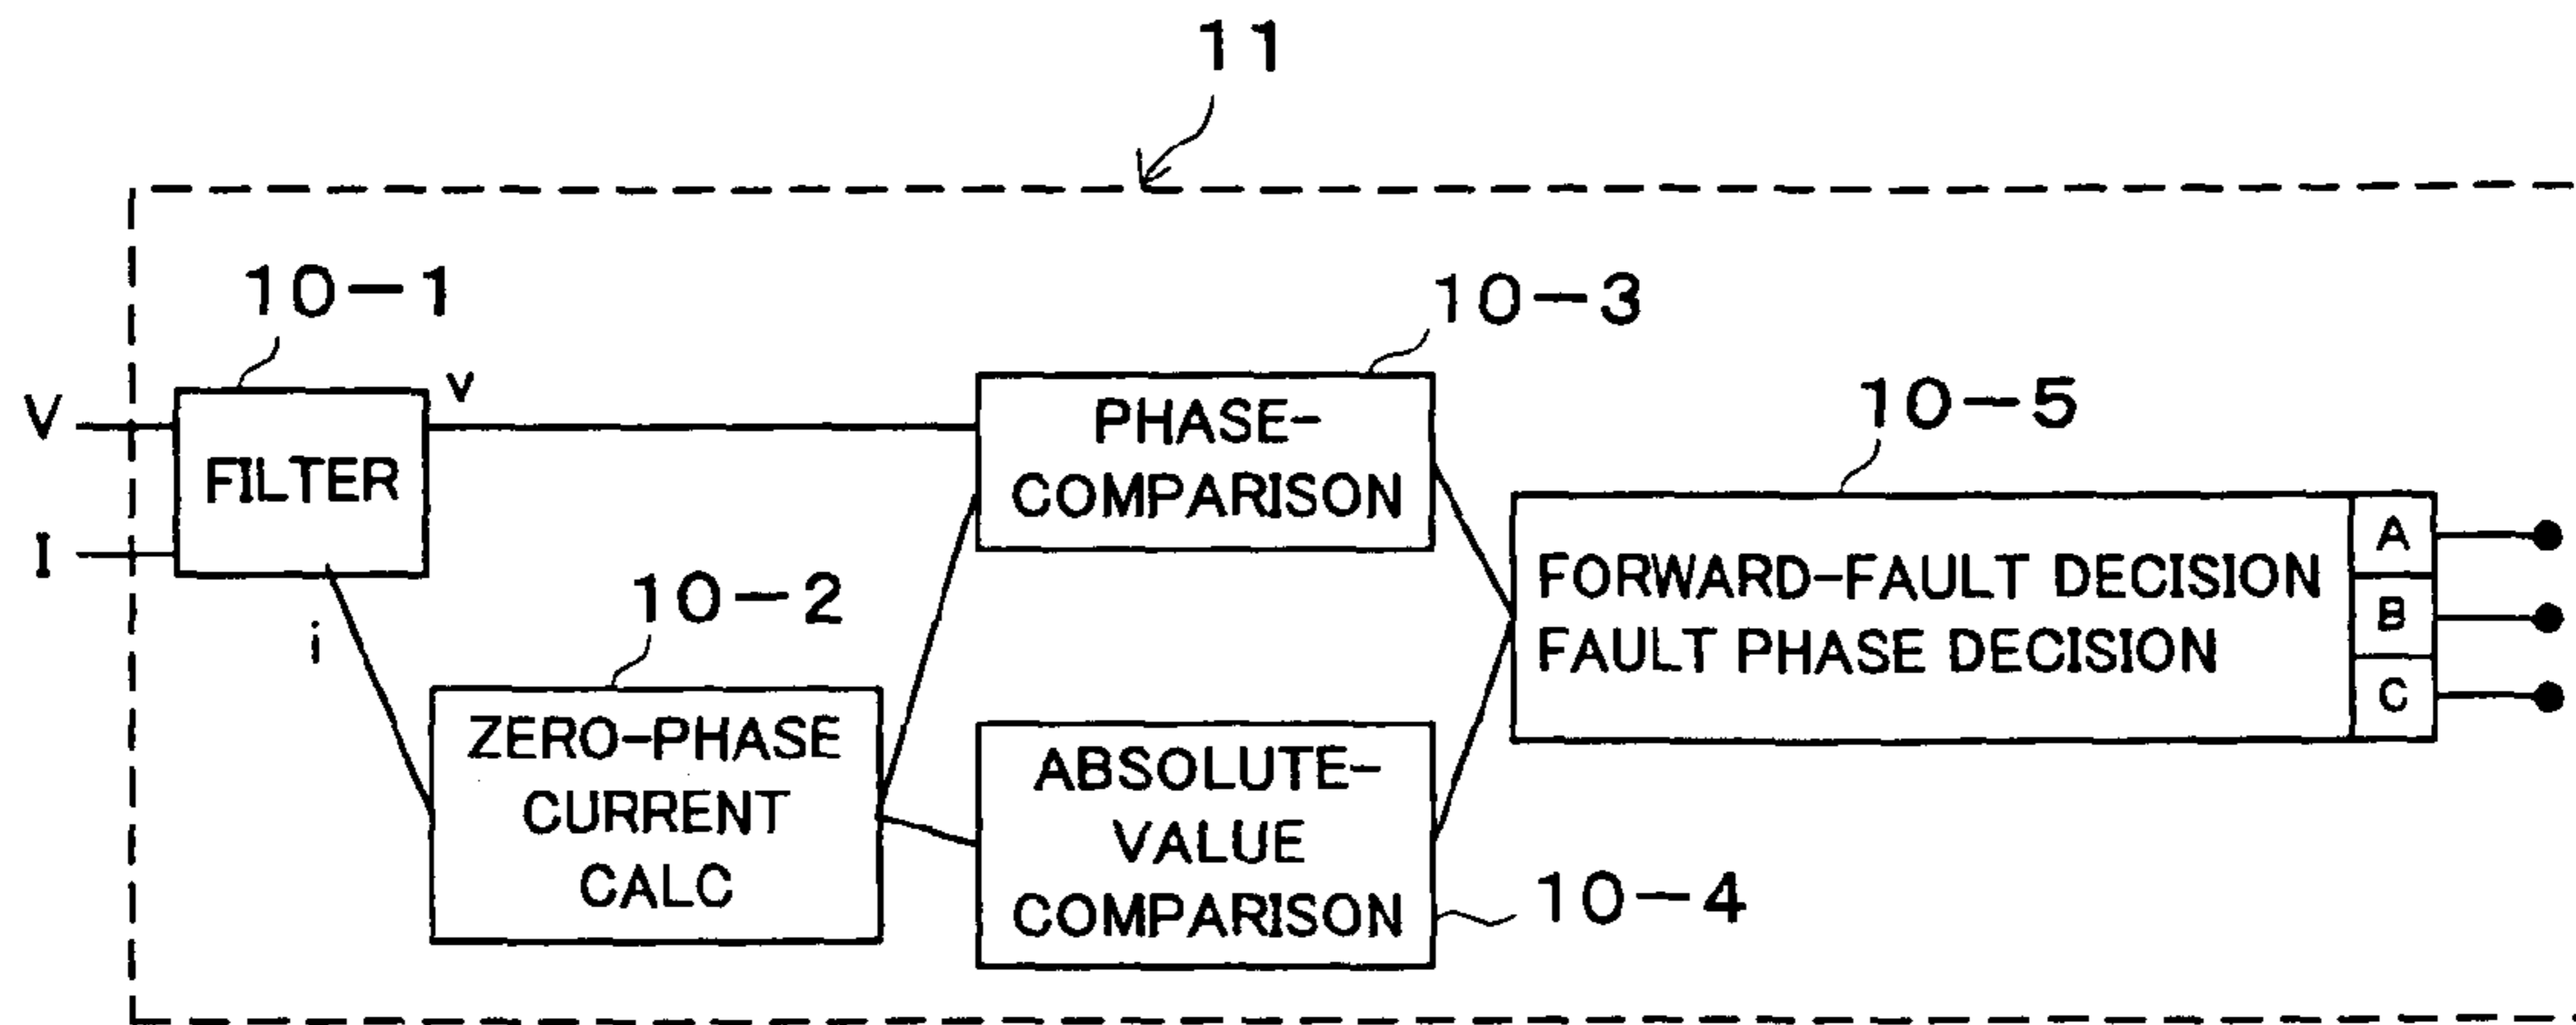 11
10-1
10-3
v
10-5
V
PHASE-
COMPARISON
FILTER
A
I
FORWARD-FAULT DECISION
10-2
B
i
FAULT PHASE DECISION
C
ZERO-PHASE
CURRENT
CALC
ABSOLUTE-
VALUE
COMPARISON
10-4